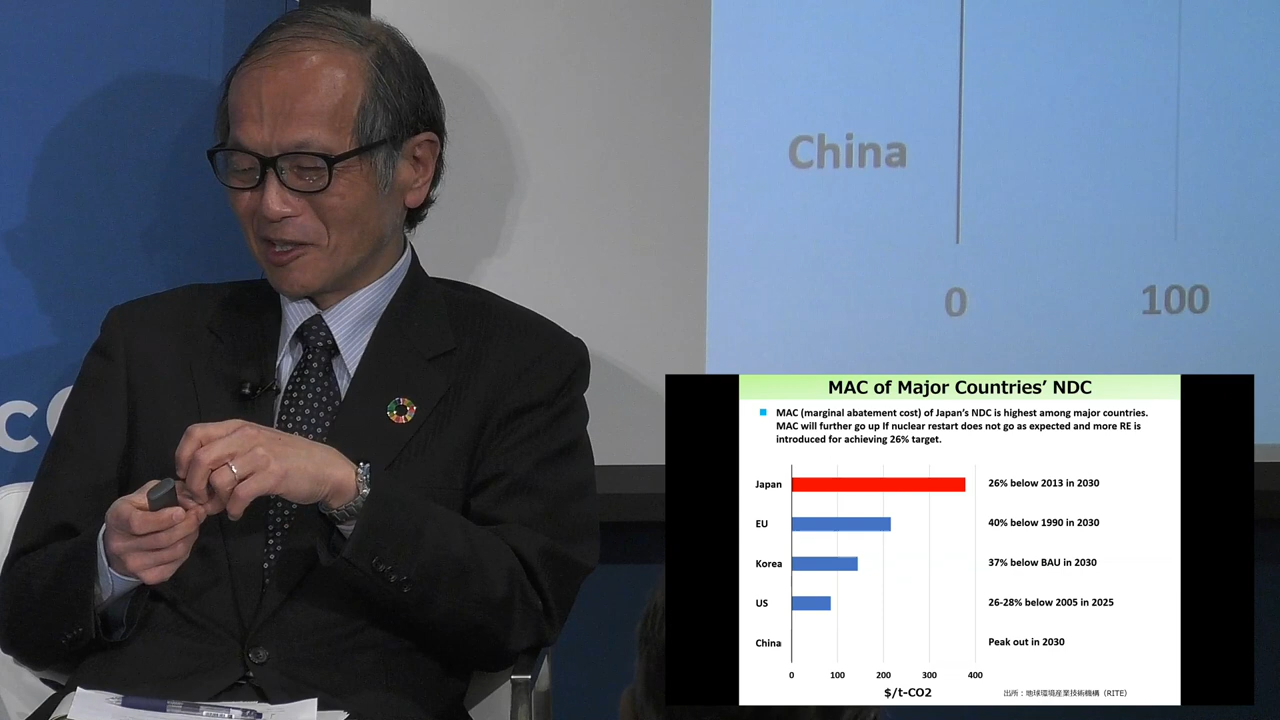 China
0 100
MAC of Major Countries' NDC
MAC (marginal abatement cost) of Japan's NDC is highest among major countries.
MAC will further go up If nuclear restart does not go as expected and more RE is
introduced for achieving 26% target.
Japan 26% below 2013 in 2030
EU 40% below 1990 in 2030
Korea 37% below BAU in 2030
US 26-28% below 2005 in 2025
China Peak out in 2030
0 100 200 300 400
$/t-CO2
出所：地球環境産業技術機構（RITE）